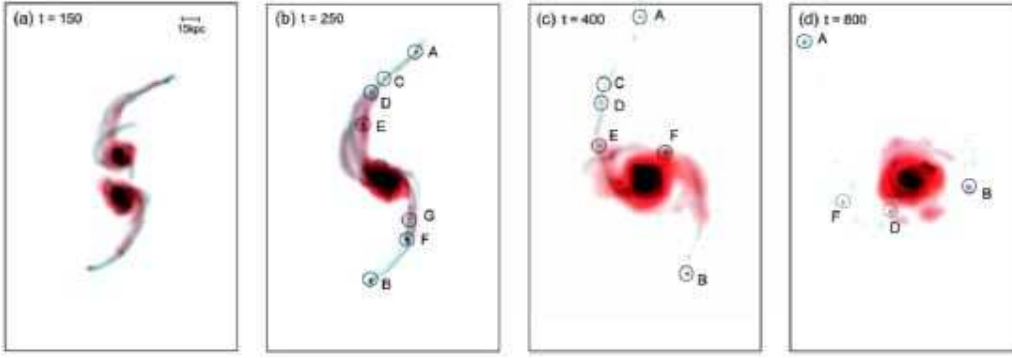 (a) t = 150
15kpc
(b) t = 250
A
C
D
E
G
F
B
(c) t = 400
A
C
D
E
F
B
(d) t = 800
A
B
F
D